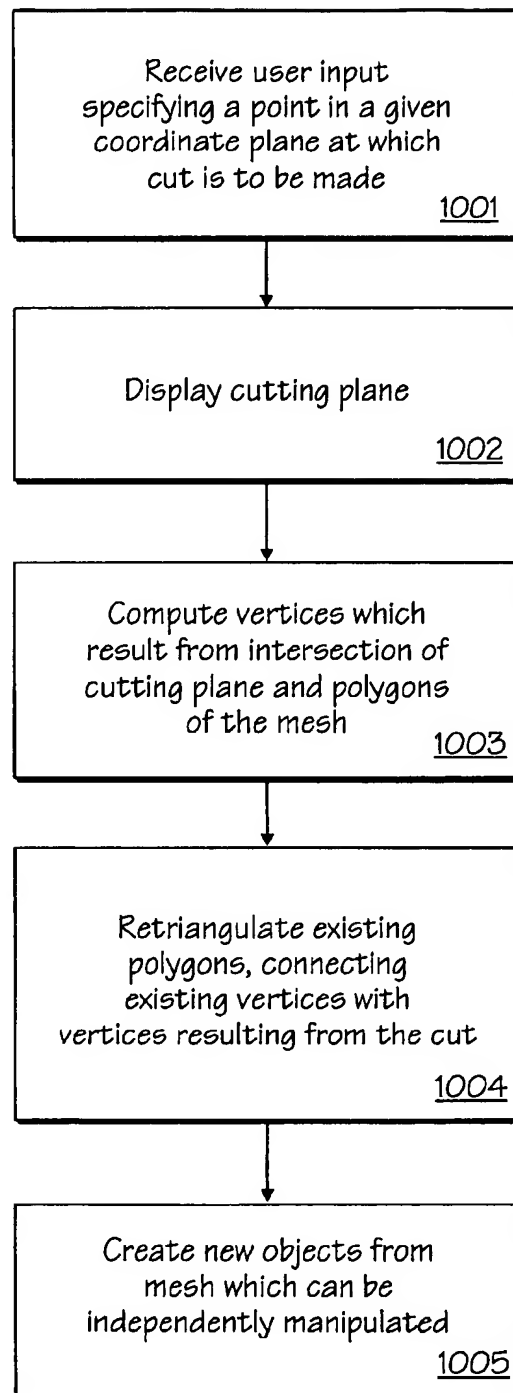 Receive user input
specifying a point in a given
coordinate plane at which
cut is to be made
1001
Display cutting plane
1002
Compute vertices which
result from intersection of
cutting plane and polygons
of the mesh
1003
Retriangulate existing
polygons, connecting
existing vertices with
vertices resulting from the cut
1004
Create new objects from
mesh which can be
independently manipulated
1005